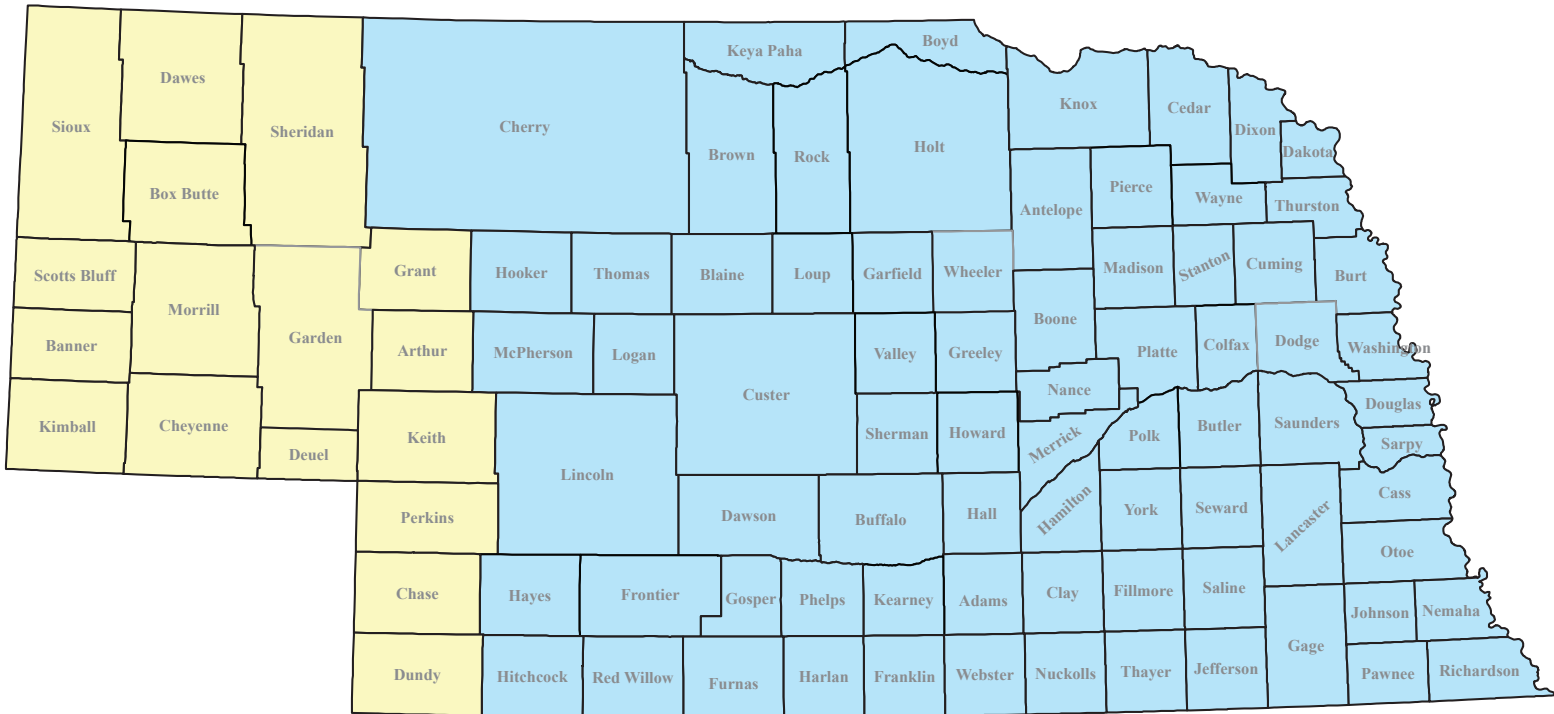 Keya Paha
Boyd
Dawes
Sioux
Sheridan
Cherry
Knox
Cedar
Dixon
Dakota
Brown
Rock
Holt
Box Butte
Pierce
Wayne
Thurston
Antelope
Scotts Bluff
Grant
Hooker
Thomas
Blaine
Loup
Garfield
Wheeler
Madison
Stanton
Cuming
Burt
Morrill
Garden
Banner
Arthur
McPherson
Logan
Valley
Greeley
Boone
Platte
Colfax
Dodge
Washington
Custer
Nance
Douglas
Kimball
Cheyenne
Keith
Sherman
Howard
Merrick
Polk
Butler
Saunders
Sarpy
Deuel
Lincoln
Perkins
Dawson
Buffalo
Hall
Hamilton
York
Seward
Lancaster
Cass
Otoe
Chase
Hayes
Frontier
Gosper
Phelps
Kearney
Adams
Clay
Fillmore
Saline
Johnson
Nemaha
Dundy
Hitchcock
Red Willow
Furnas
Harlan
Franklin
Webster
Nuckolls
Thayer
Jefferson
Gage
Pawnee
Richardson